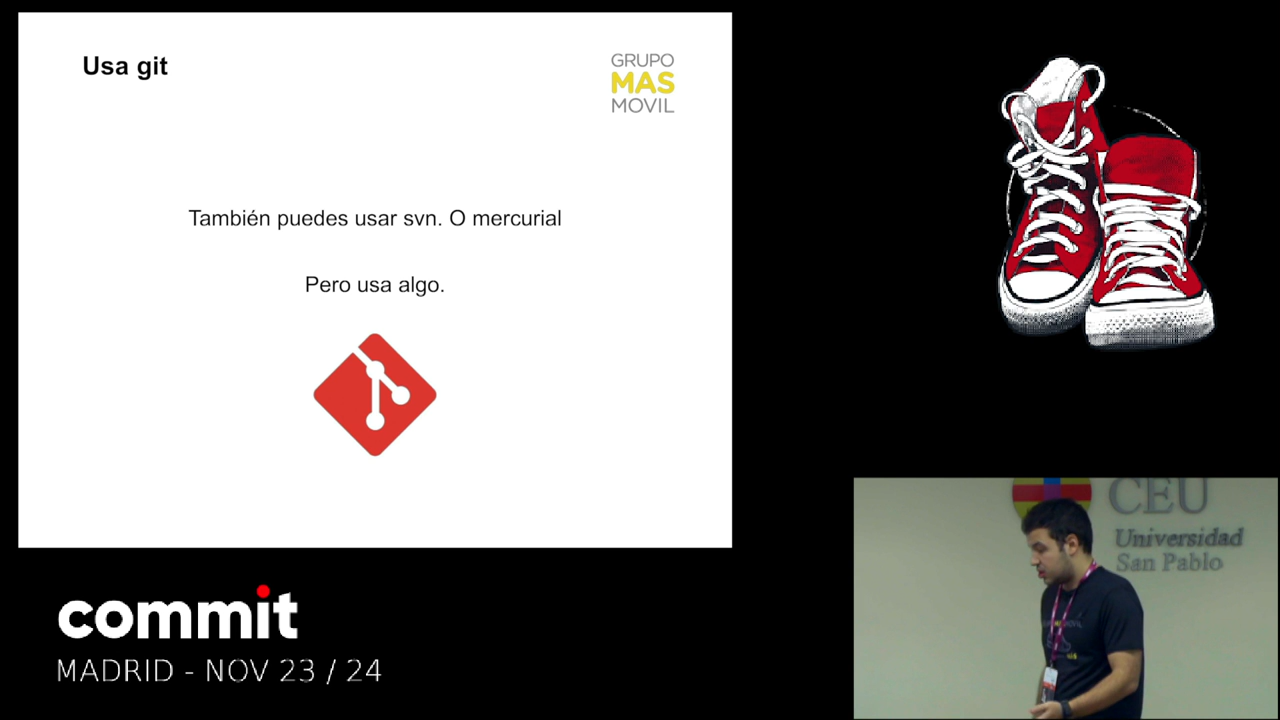 Usa git
GRUPO
MAS
MOVIL
También puedes usar svn. O mercurial
Pero usa algo.
commit
MADRID - NOV 23 / 24
CEU
Universidad
San Pablo